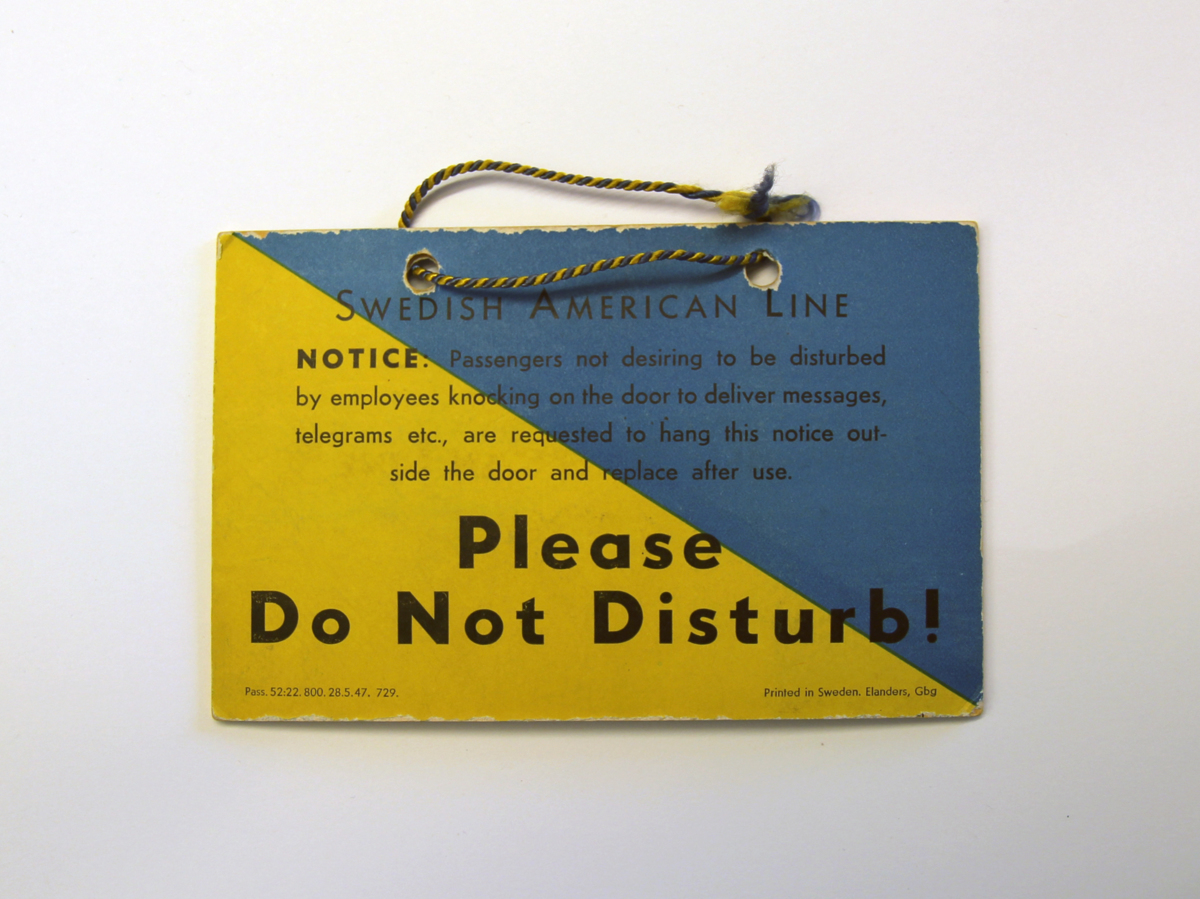 SWEDISH AMERICAN LINE
NOTICE: Passengers not desiring to be disturbed
by employees knocking on the door to deliver messages,
telegrams etc., are requested to hang this notice out-
side the door and replace after use.
Please
Do Not Disturb!
Pass. 52:22. 800. 28.5.47. 729.
Printed in Sweden. Elanders, Gbg